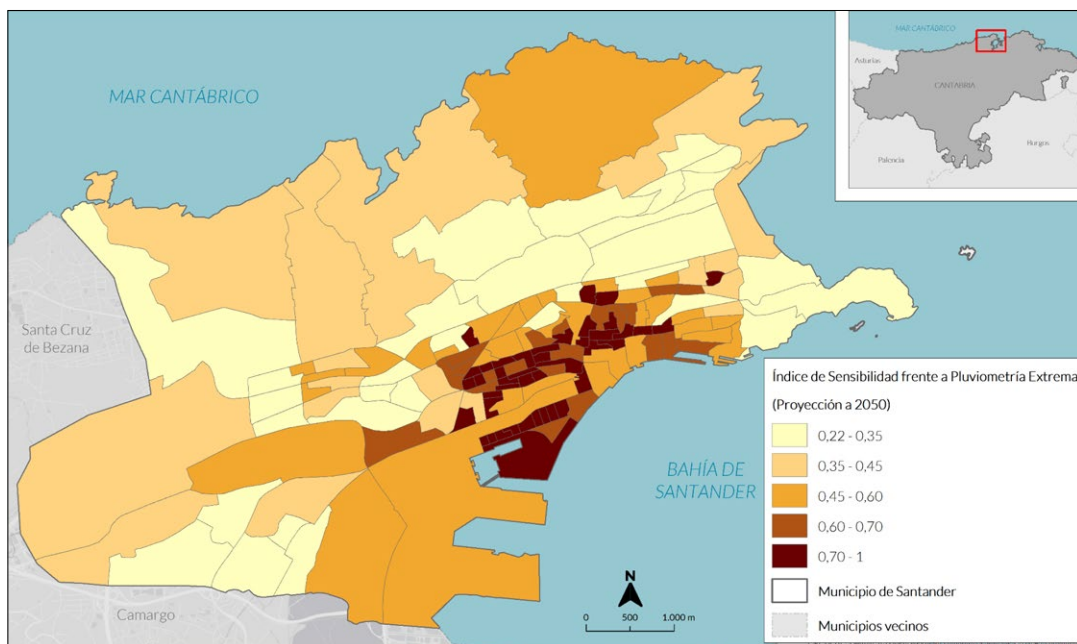 MAR CANTÁBRICO
MAR CANTÁBRICO
Asturias
CANTABRIA
Burgos
Palencia
Santa Cruz
de Bezana
BAHÍA DE
SANTANDER
Camargo
N
0 500 1.000 m
Índice de Sensibilidad frente a Pluviometría Extrema
(Proyección a 2050)
0,22 - 0,35
0,35 - 0,45
0,45 - 0,60
0,60 - 0,70
0,70 - 1
Municipio de Santander
Municipios vecinos